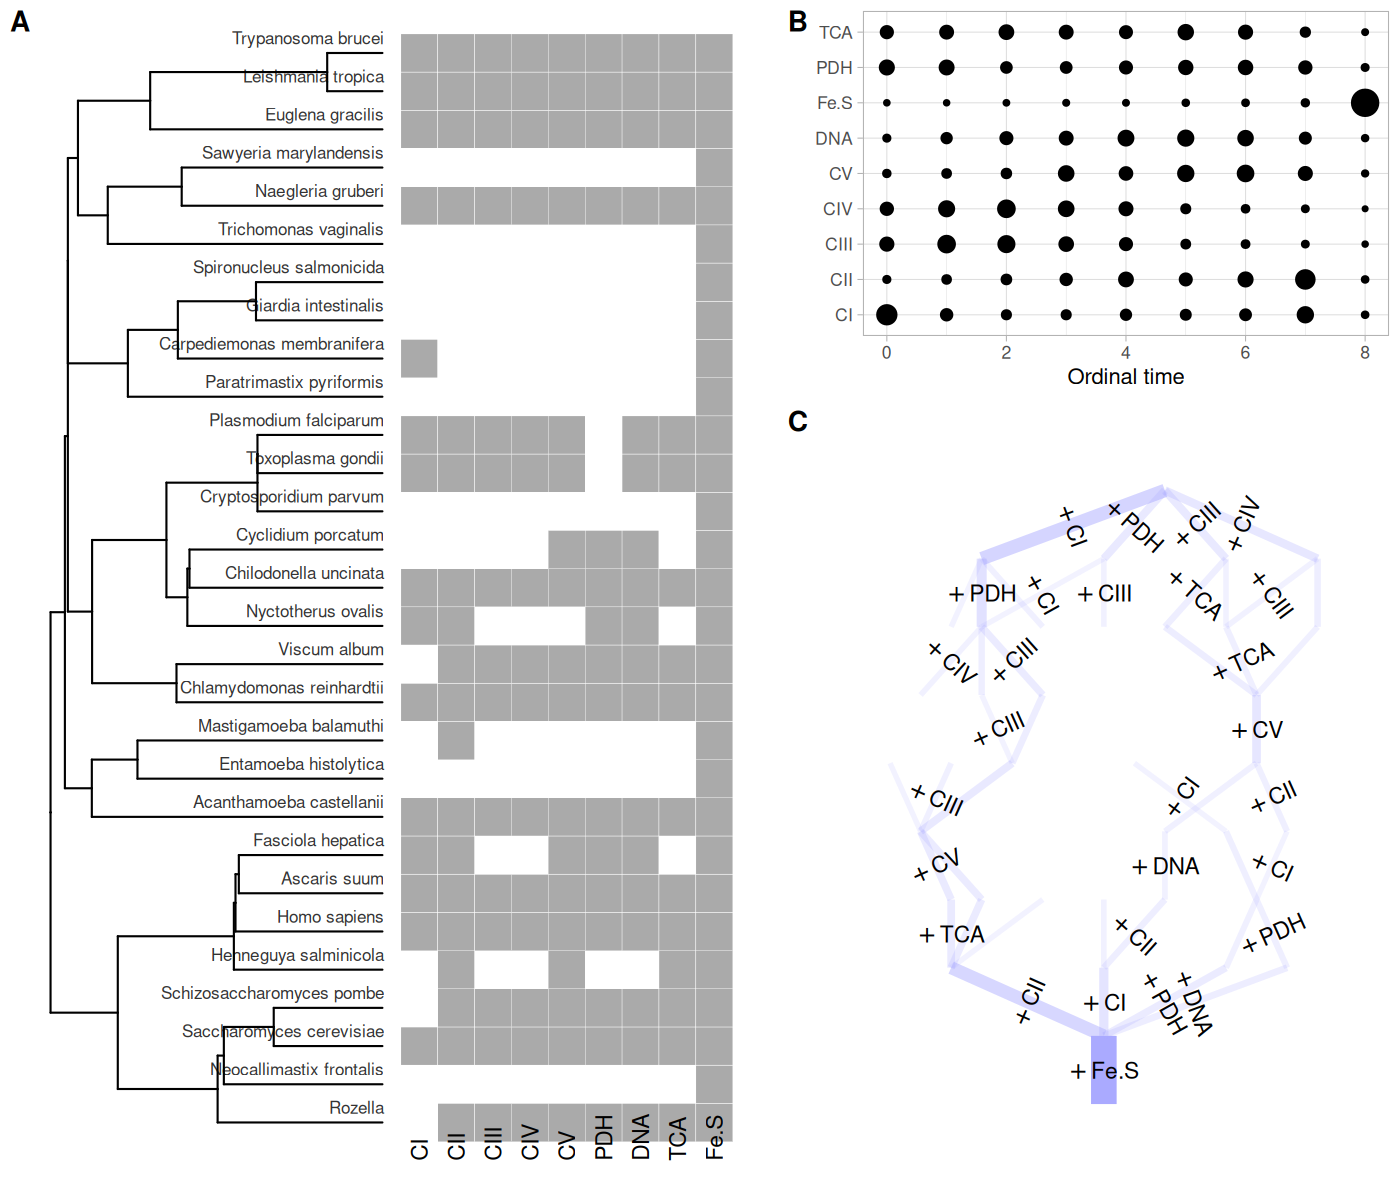 A
Trypanosoma brucei
Leishmania tropica
Euglena gracilis
Sawyeria marylandensis
Naegleria gruberi
Trichomonas vaginalis
Spironucleus salmonicida
Giardia intestinalis
Carpediemonas membranifera
Paratrimastix pyriformis
Plasmodium falciparum
Toxoplasma gondii
Cryptosporidium parvum
Cyclidium porcatum
Chilodonella uncinata
Nyctotherus ovalis
Viscum album
Chlamydomonas reinhardtii
Mastigamoeba balamuthi
Entamoeba histolytica
Acanthamoeba castellanii
Fasciola hepatica
Ascaris suum
Homo sapiens
Henneguya salminicola
Schizosaccharomyces pombe
Saccharomyces cerevisiae
Neocallimastix frontalis
Rozella
CI CII CIII CIV CV PDH DNA TCA Fe.S
B
TCA
PDH
Fe.S
DNA
CV
CIV
CIII
CII
CI
0 2 4 6 8
Ordinal time
C
+ CI + PDH + CIII + CIV
+ PDH + CI + CIII + TCA + CIII
+ CIV + CIII + TCA
+ CIII + CV
+ CIII + CI + CII
+ CV + DNA + CI
+ TCA + CII + PDH
+ CII + CI + PDH + DNA
+ Fe.S